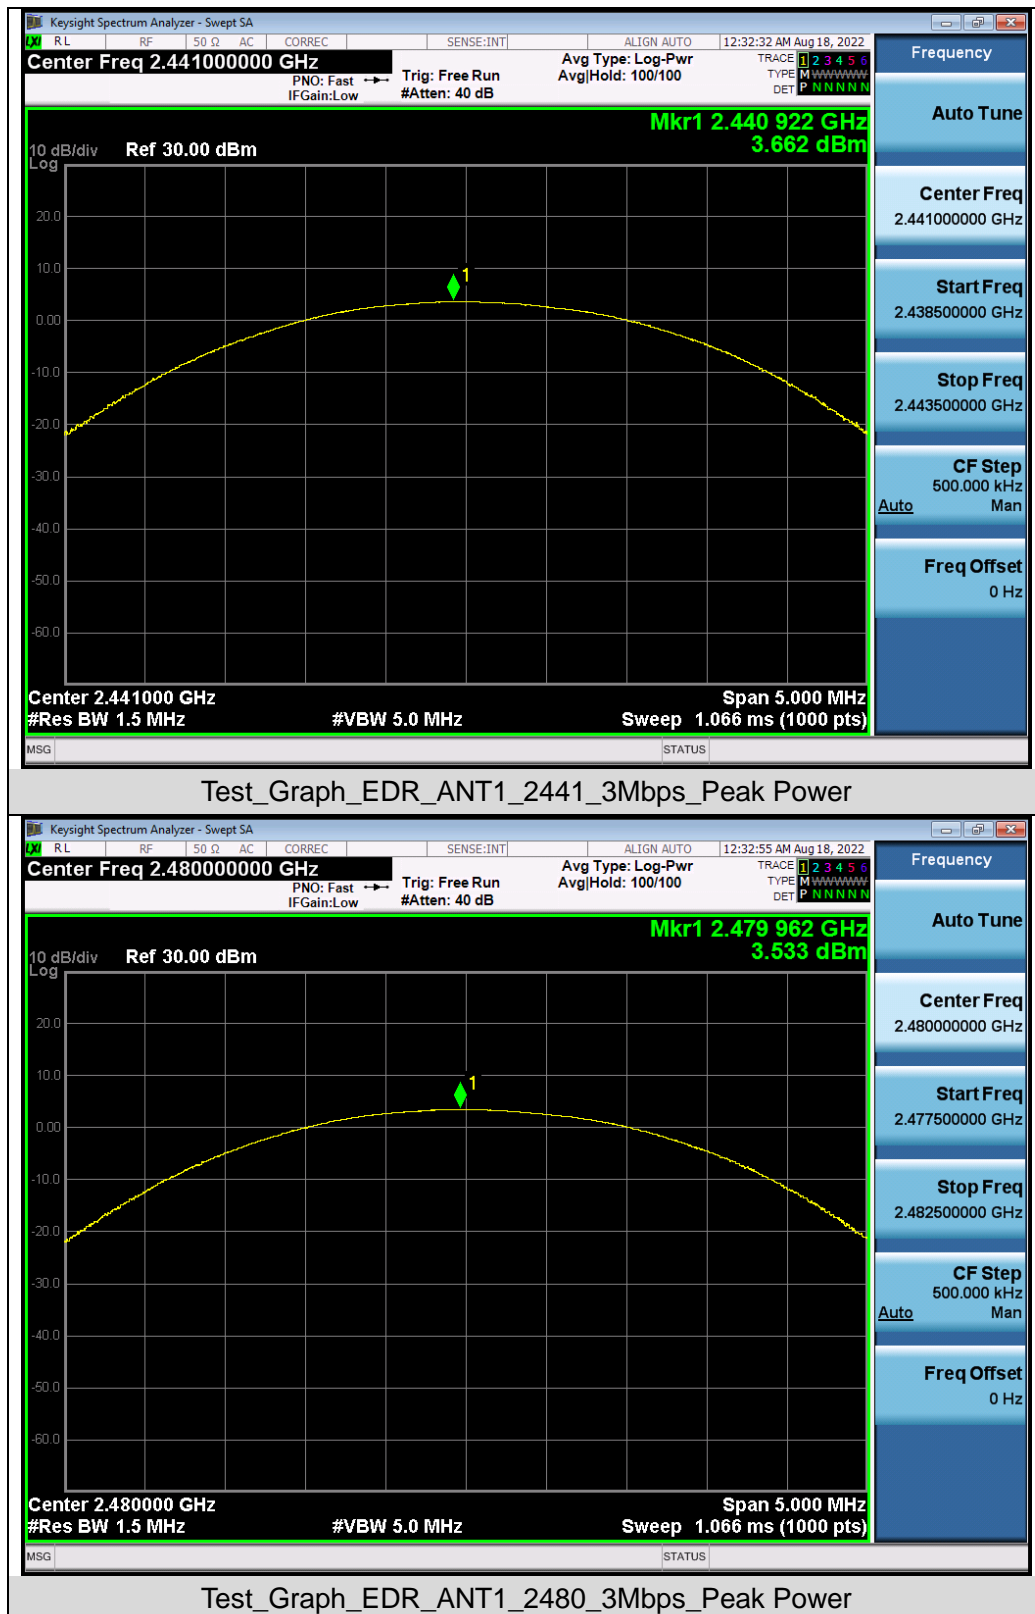 Keysight Spectrum Analyzer - Swept SA
LXI RL RF 50 Ω AC CORREC SENSE:INT ALIGN AUTO 12:32:32 AM Aug 18, 2022
Center Freq 2.441000000 GHz
PNO: Fast
IFGain:Low
Trig: Free Run
#Atten: 40 dB
Avg Type: Log-Pwr
Avg|Hold: 100/100
TRACE 1 2 3 4 5 6
TYPE M WWWWW
DET P N N N N N
Mkr1 2.440 922 GHz
3.662 dBm
10 dB/div Ref 30.00 dBm
Log
20.0
10.0
0.00
-10.0
-20.0
-30.0
-40.0
-50.0
-60.0
1
Center 2.441000 GHz Span 5.000 MHz
#Res BW 1.5 MHz #VBW 5.0 MHz Sweep 1.066 ms (1000 pts)
MSG STATUS
Frequency
Auto Tune
Center Freq
2.441000000 GHz
Start Freq
2.438500000 GHz
Stop Freq
2.443500000 GHz
CF Step
500.000 kHz
Auto Man
Freq Offset
0 Hz
Test_Graph_EDR_ANT1_2441_3Mbps_Peak Power
Keysight Spectrum Analyzer - Swept SA
LXI RL RF 50 Ω AC CORREC SENSE:INT ALIGN AUTO 12:32:55 AM Aug 18, 2022
Center Freq 2.480000000 GHz
PNO: Fast
IFGain:Low
Trig: Free Run
#Atten: 40 dB
Avg Type: Log-Pwr
Avg|Hold: 100/100
TRACE 1 2 3 4 5 6
TYPE M WWWWW
DET P N N N N N
Mkr1 2.479 962 GHz
3.533 dBm
10 dB/div Ref 30.00 dBm
Log
20.0
10.0
0.00
-10.0
-20.0
-30.0
-40.0
-50.0
-60.0
1
Center 2.480000 GHz Span 5.000 MHz
#Res BW 1.5 MHz #VBW 5.0 MHz Sweep 1.066 ms (1000 pts)
MSG STATUS
Frequency
Auto Tune
Center Freq
2.480000000 GHz
Start Freq
2.477500000 GHz
Stop Freq
2.482500000 GHz
CF Step
500.000 kHz
Auto Man
Freq Offset
0 Hz
Test_Graph_EDR_ANT1_2480_3Mbps_Peak Power